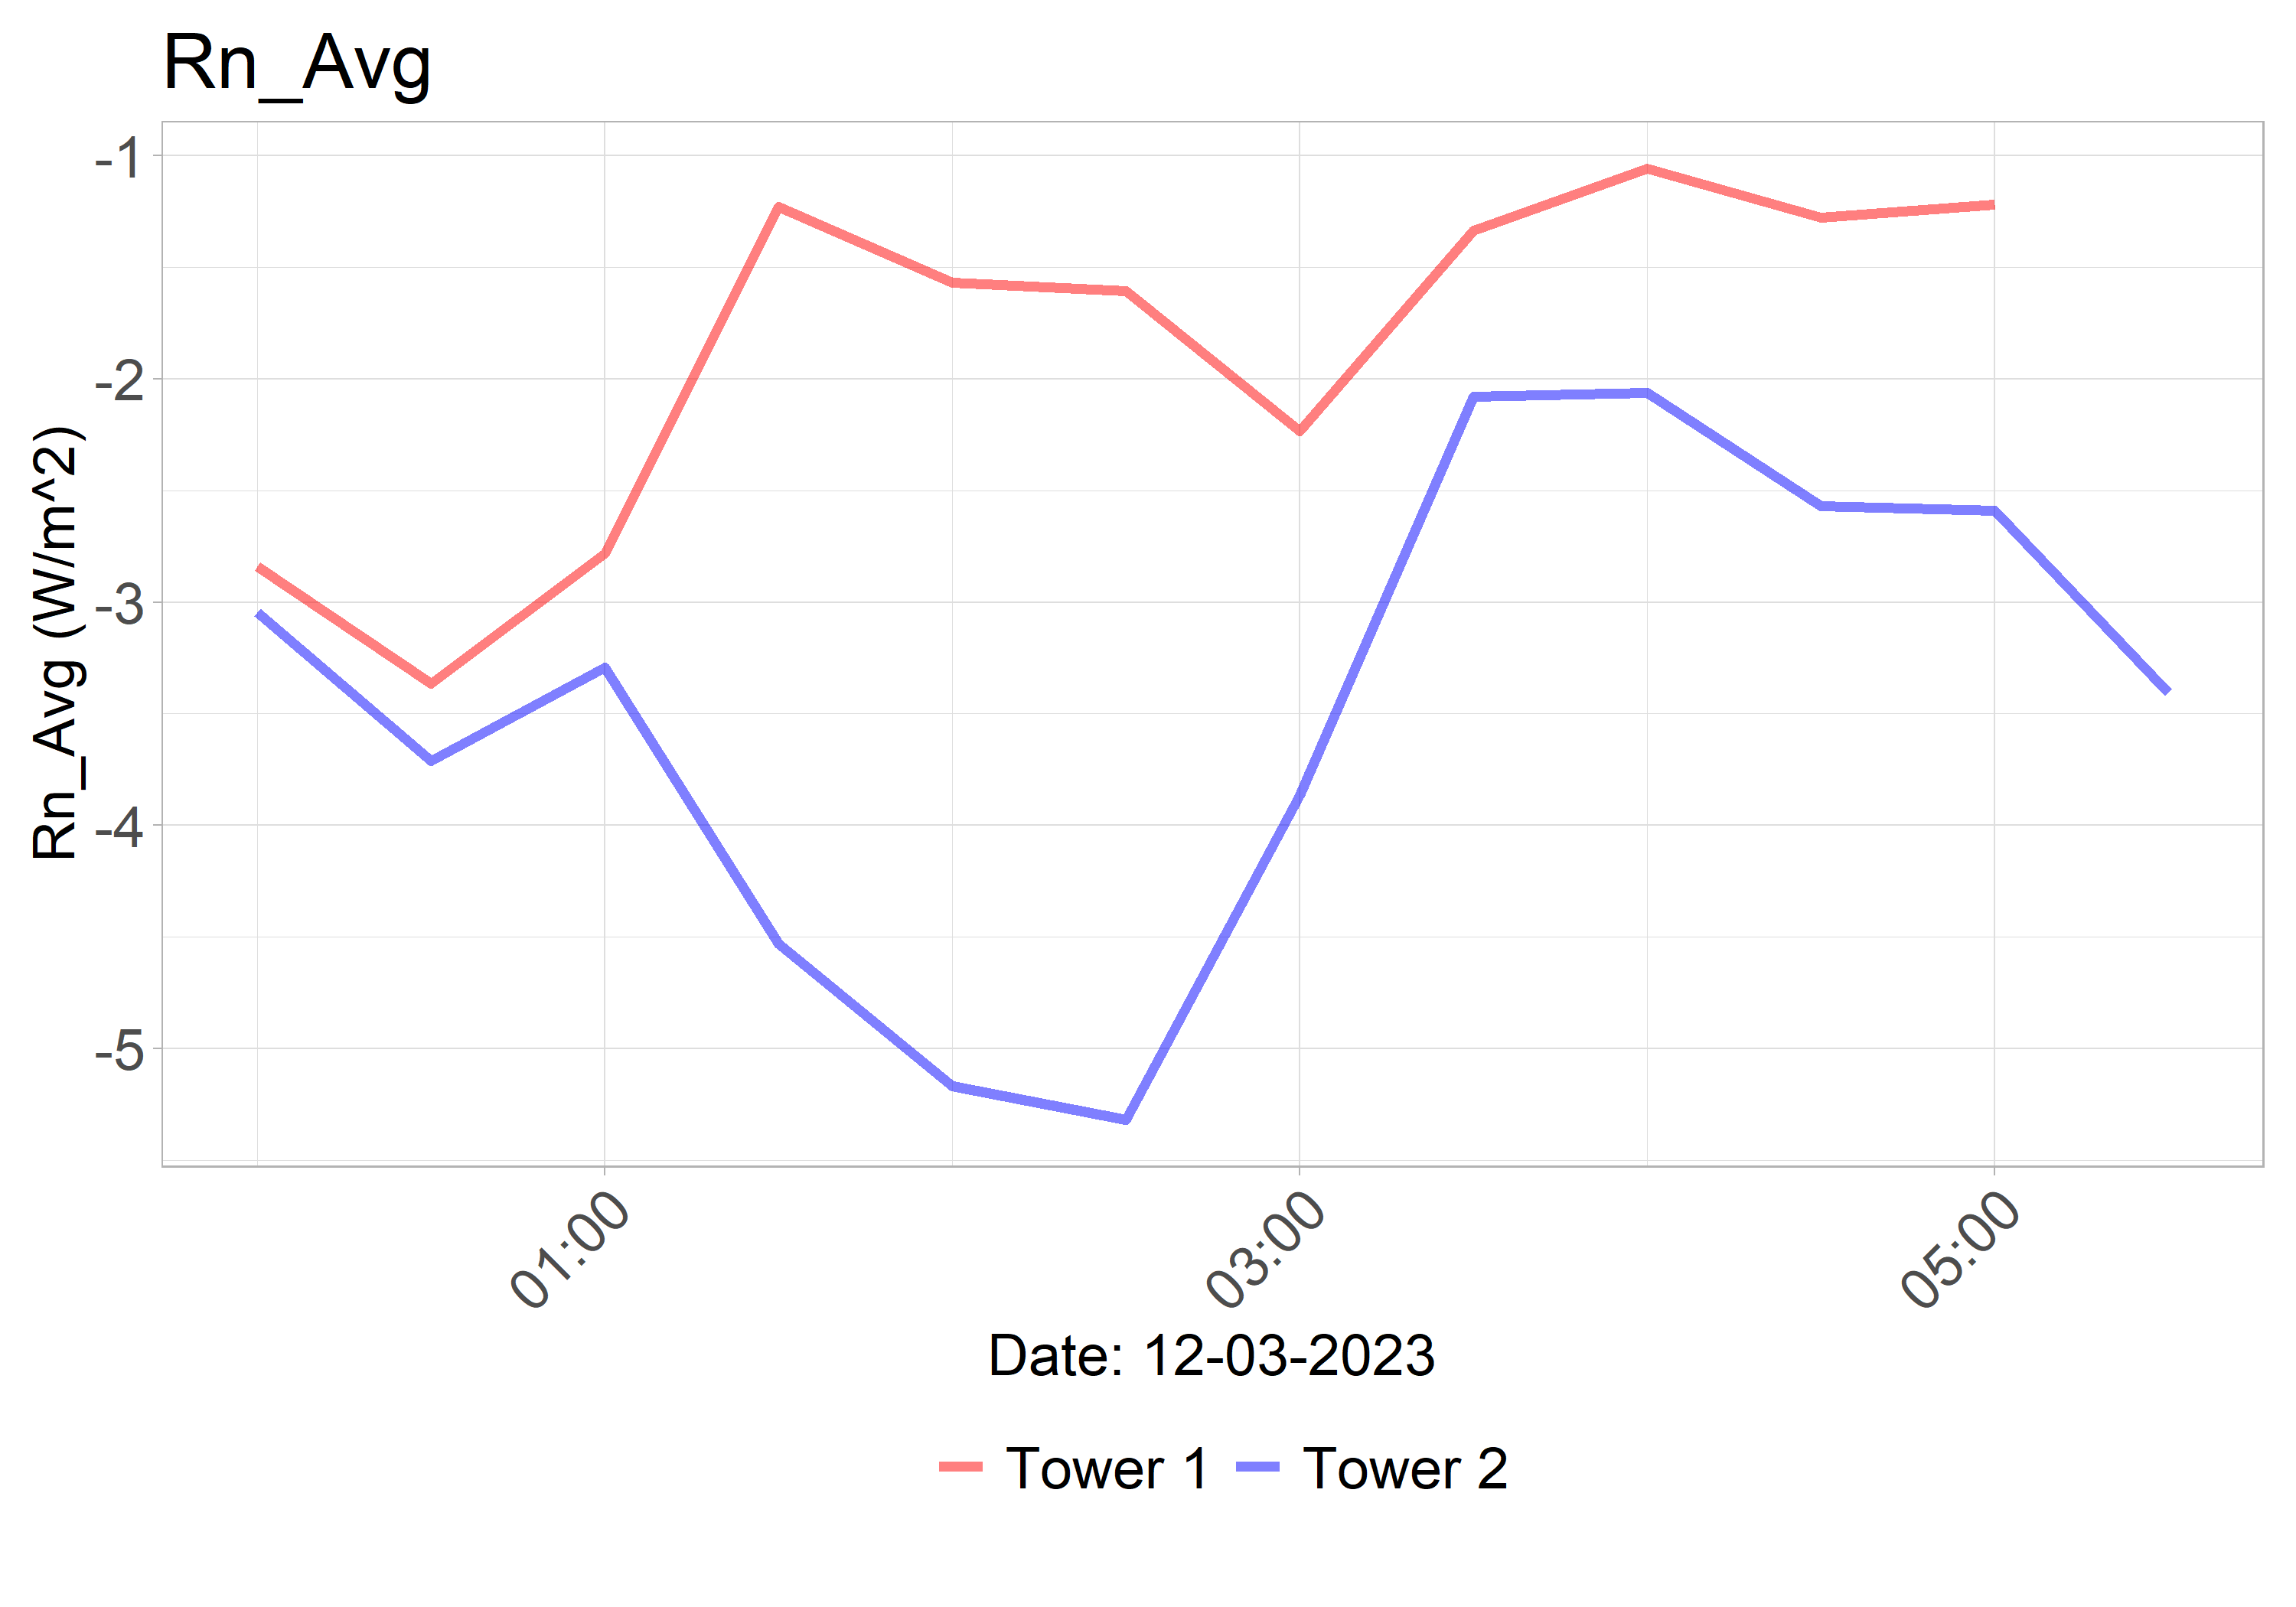 Rn_Avg
Rn_Avg (W/m^2)
-1
-2
-3
-4
-5
01:00
03:00
05:00
Date: 12-03-2023
Tower 1
Tower 2